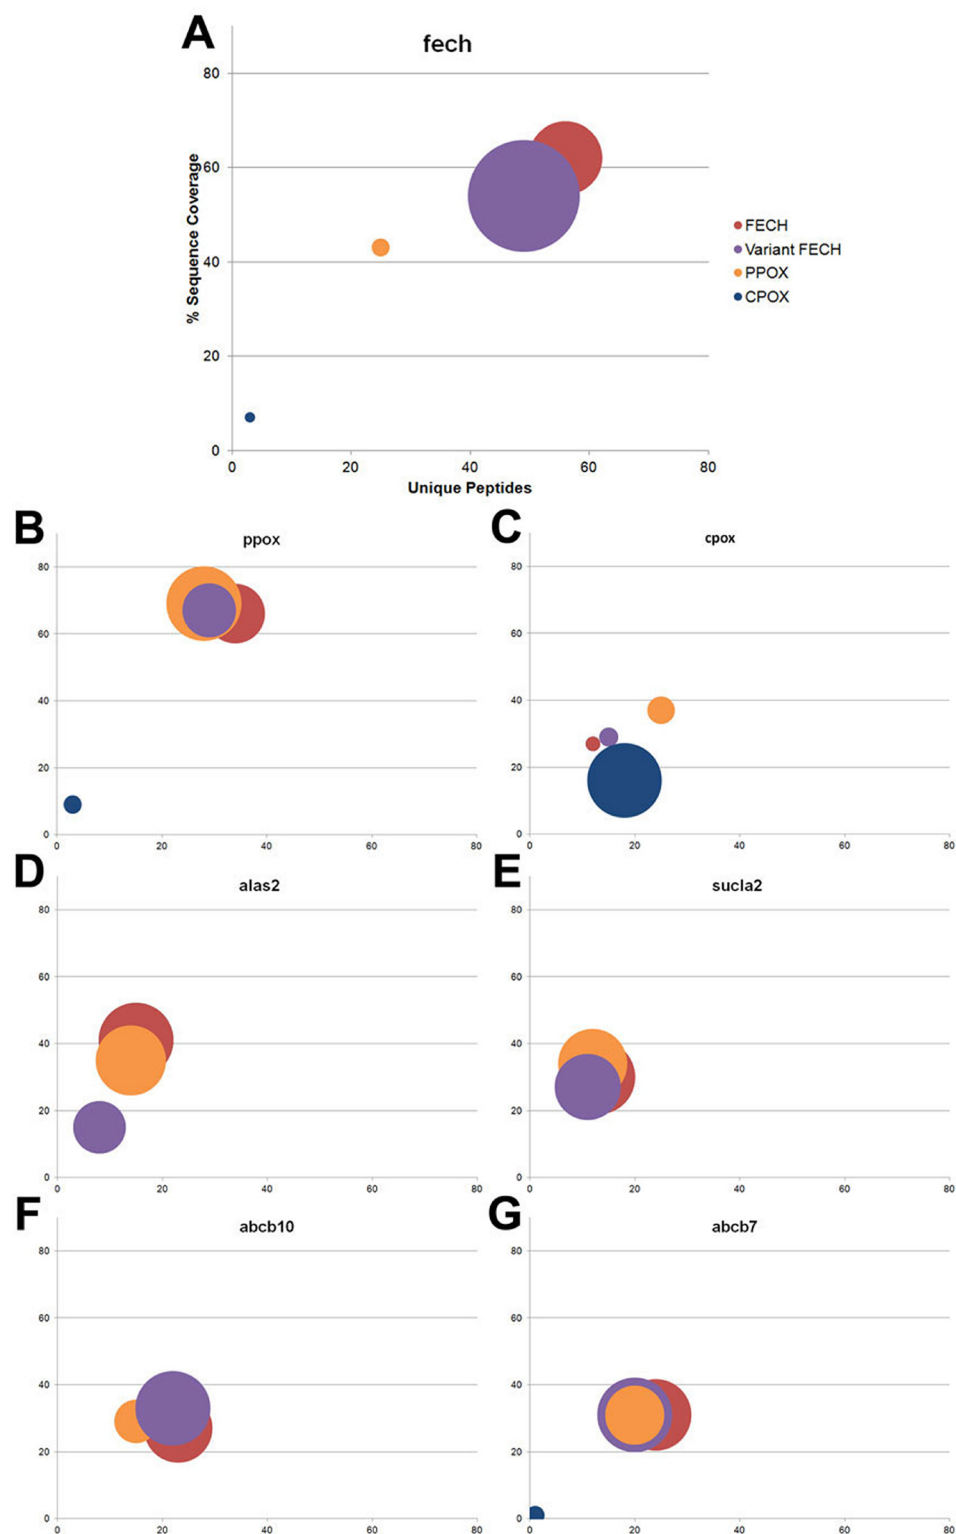 A
fech
80
60
40
20
0
0 20 40 60 80
% Sequence Coverage
Unique Peptides
FECH
Variant FECH
PPOX
CPOX
B
ppox
80
60
40
20
0
0 20 40 60 80
C
cpox
80
60
40
20
0
0 20 40 60 80
D
alas2
80
60
40
20
0
0 20 40 60 80
E
sucla2
80
60
40
20
0
0 20 40 60 80
F
abcb10
80
60
40
20
0
0 20 40 60 80
G
abcb7
80
60
40
20
0
0 20 40 60 80